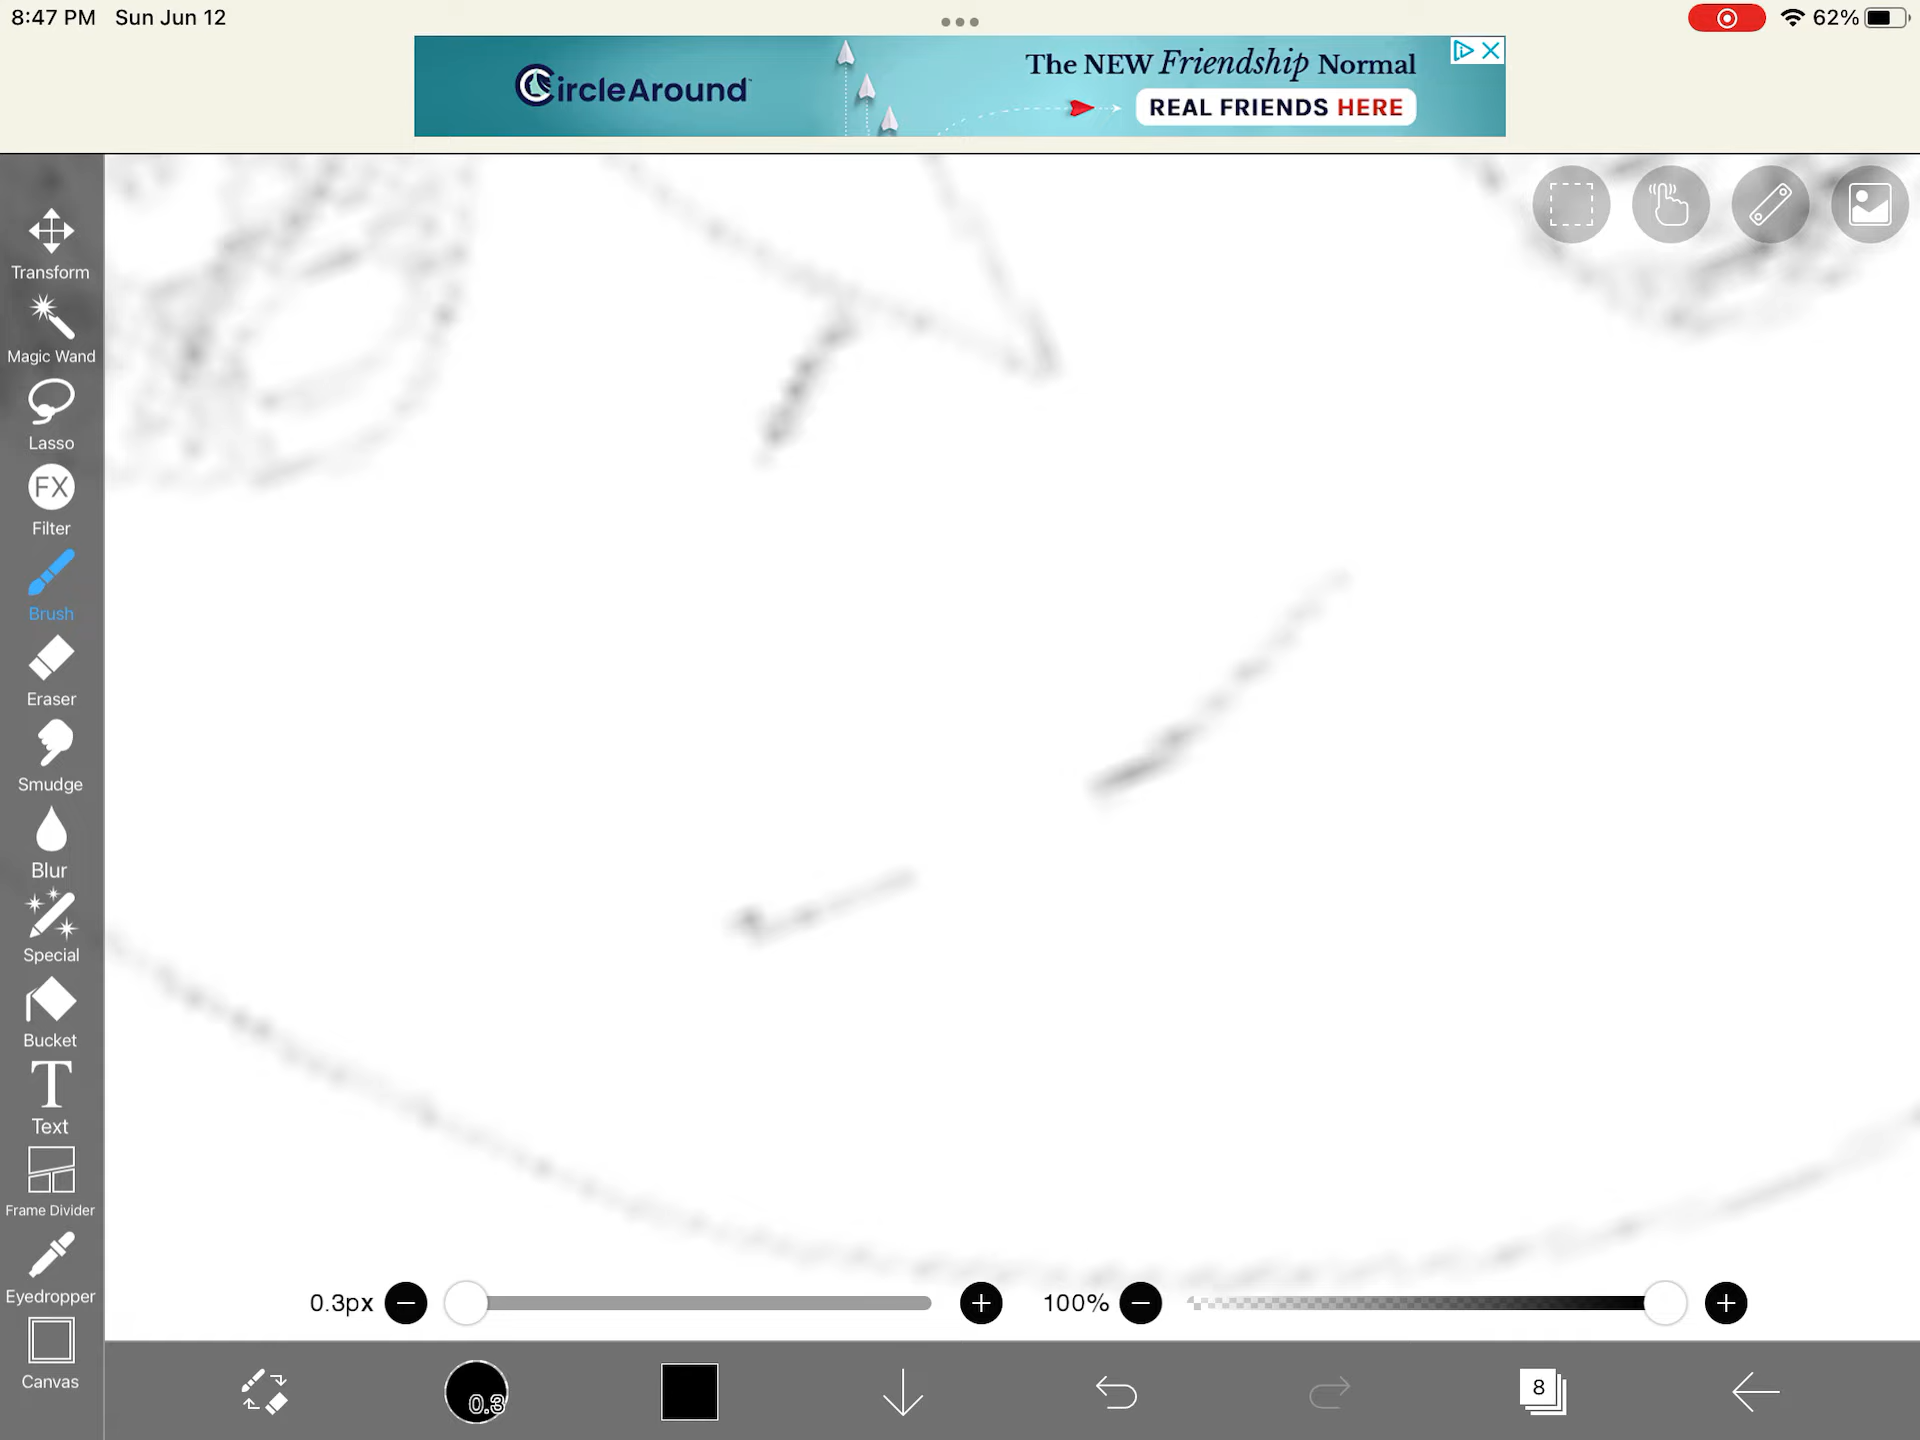 8:47 PM Sun Jun 12
62%
CircleAround
The NEW Friendship Normal
REAL FRIENDS HERE
Transform
Magic Wand
Lasso
FX
Filter
Brush
Eraser
Smudge
Blur
Special
Bucket
T
Text
Frame Divider
Eyedropper
Canvas
0.3px
100%
0.3
8